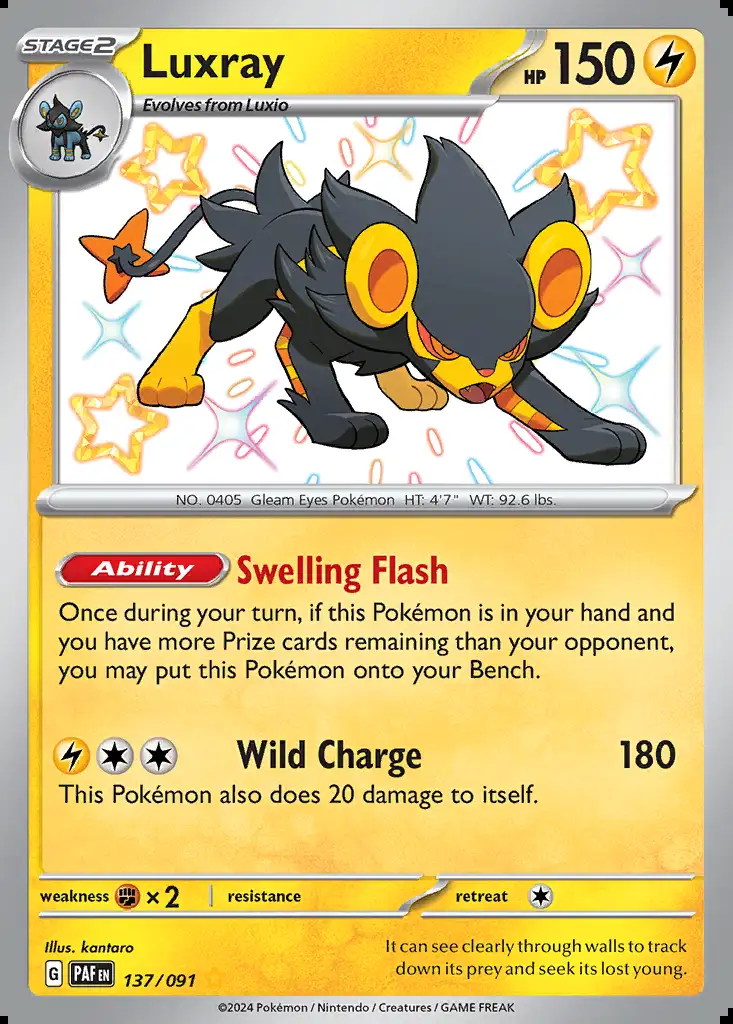 STAGE2
Luxray
HP 150
Evolves from Luxio
NO. 0405 Gleam Eyes Pokémon HT: 4'7" WT: 92.6 lbs.
Ability Swelling Flash
Once during your turn, if this Pokémon is in your hand and
you have more Prize cards remaining than your opponent,
you may put this Pokémon onto your Bench.
Wild Charge 180
This Pokémon also does 20 damage to itself.
weakness ×2 resistance retreat
Illus. kantaro
It can see clearly through walls to track
down its prey and seek its lost young.
G PAF EN 137/091
©2024 Pokémon / Nintendo / Creatures / GAME FREAK